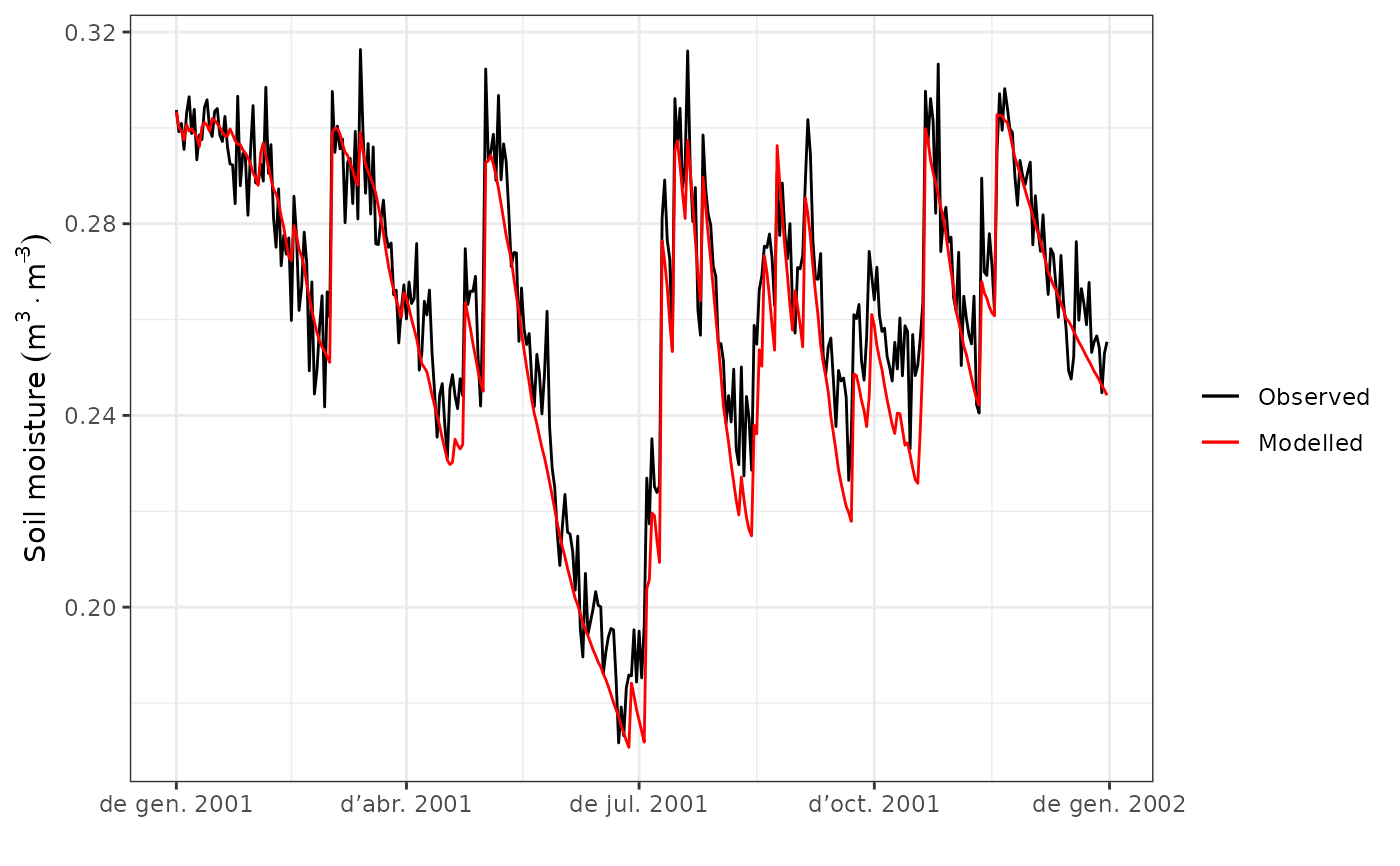 0.32
0.28
0.24
0.20
Soil moisture (m³ · m⁻³)
de gen. 2001 d’abr. 2001 de jul. 2001 d’oct. 2001 de gen. 2002
Observed
Modelled